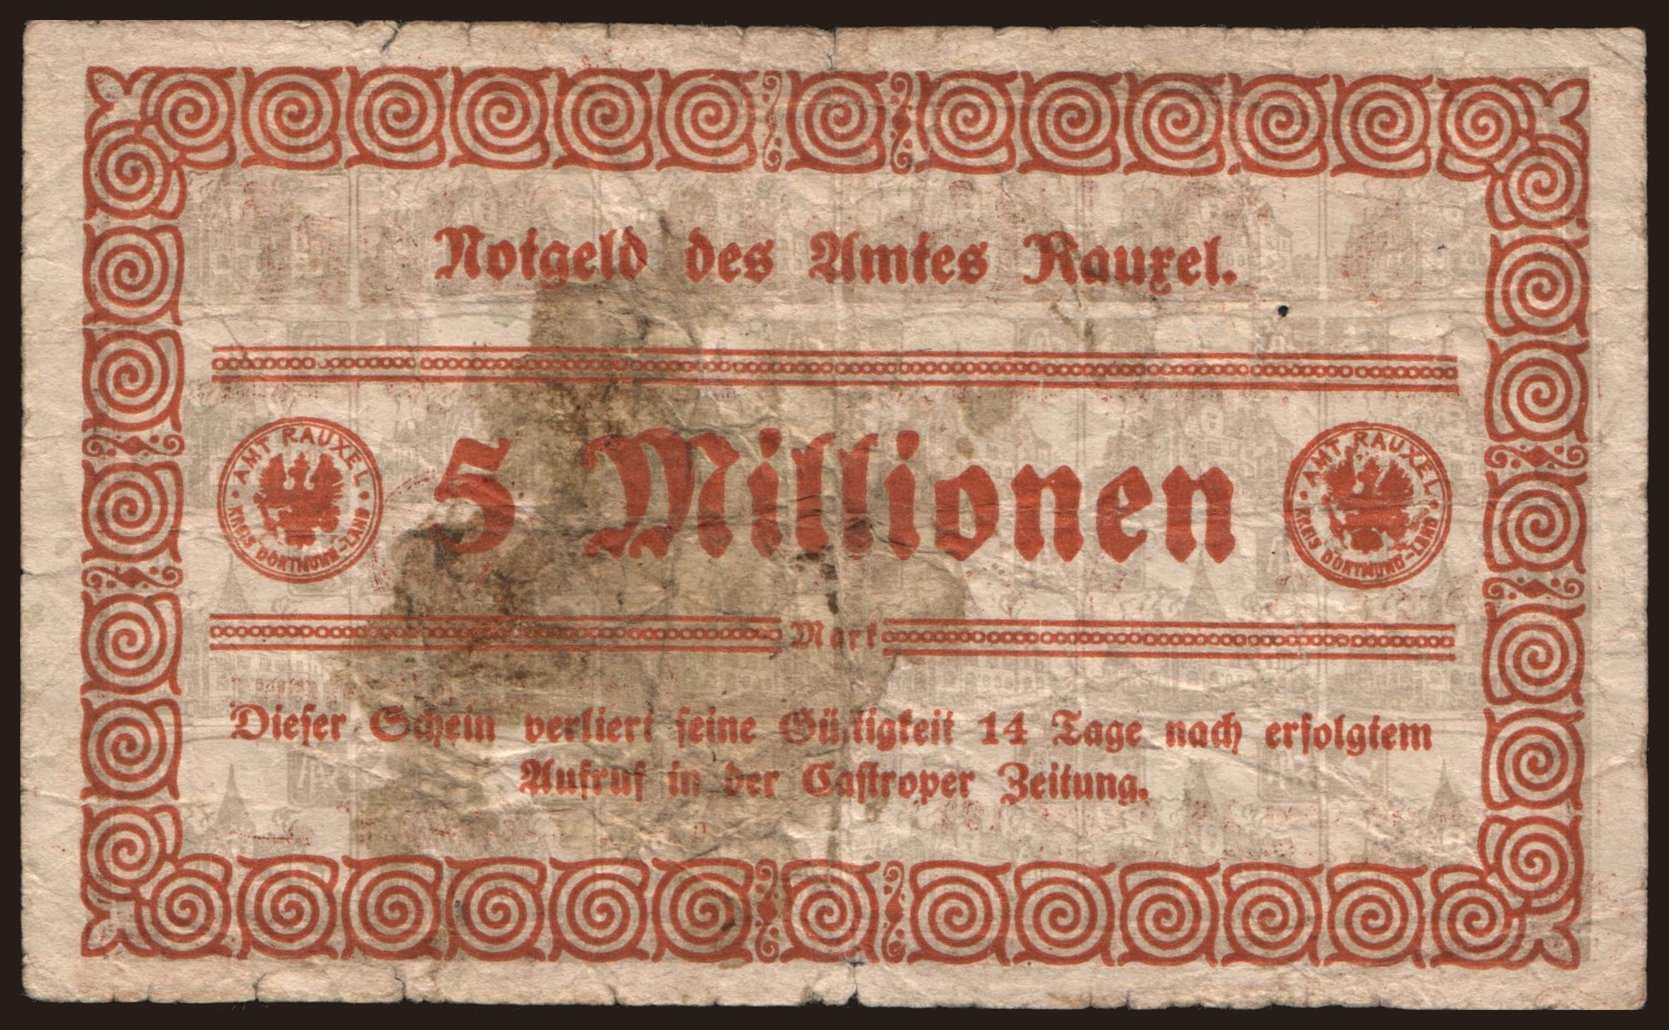 Notgeld des Amtes Rauxel.
AMT RAUXEL
KREIS DORTMUND-LAND
5 Millionen
AMT RAUXEL
KREIS DORTMUND-LAND
Mark
Dieser Schein verliert seine Gültigkeit 14 Tage nach erfolgtem
Aufruf in der Castroper Zeitung.